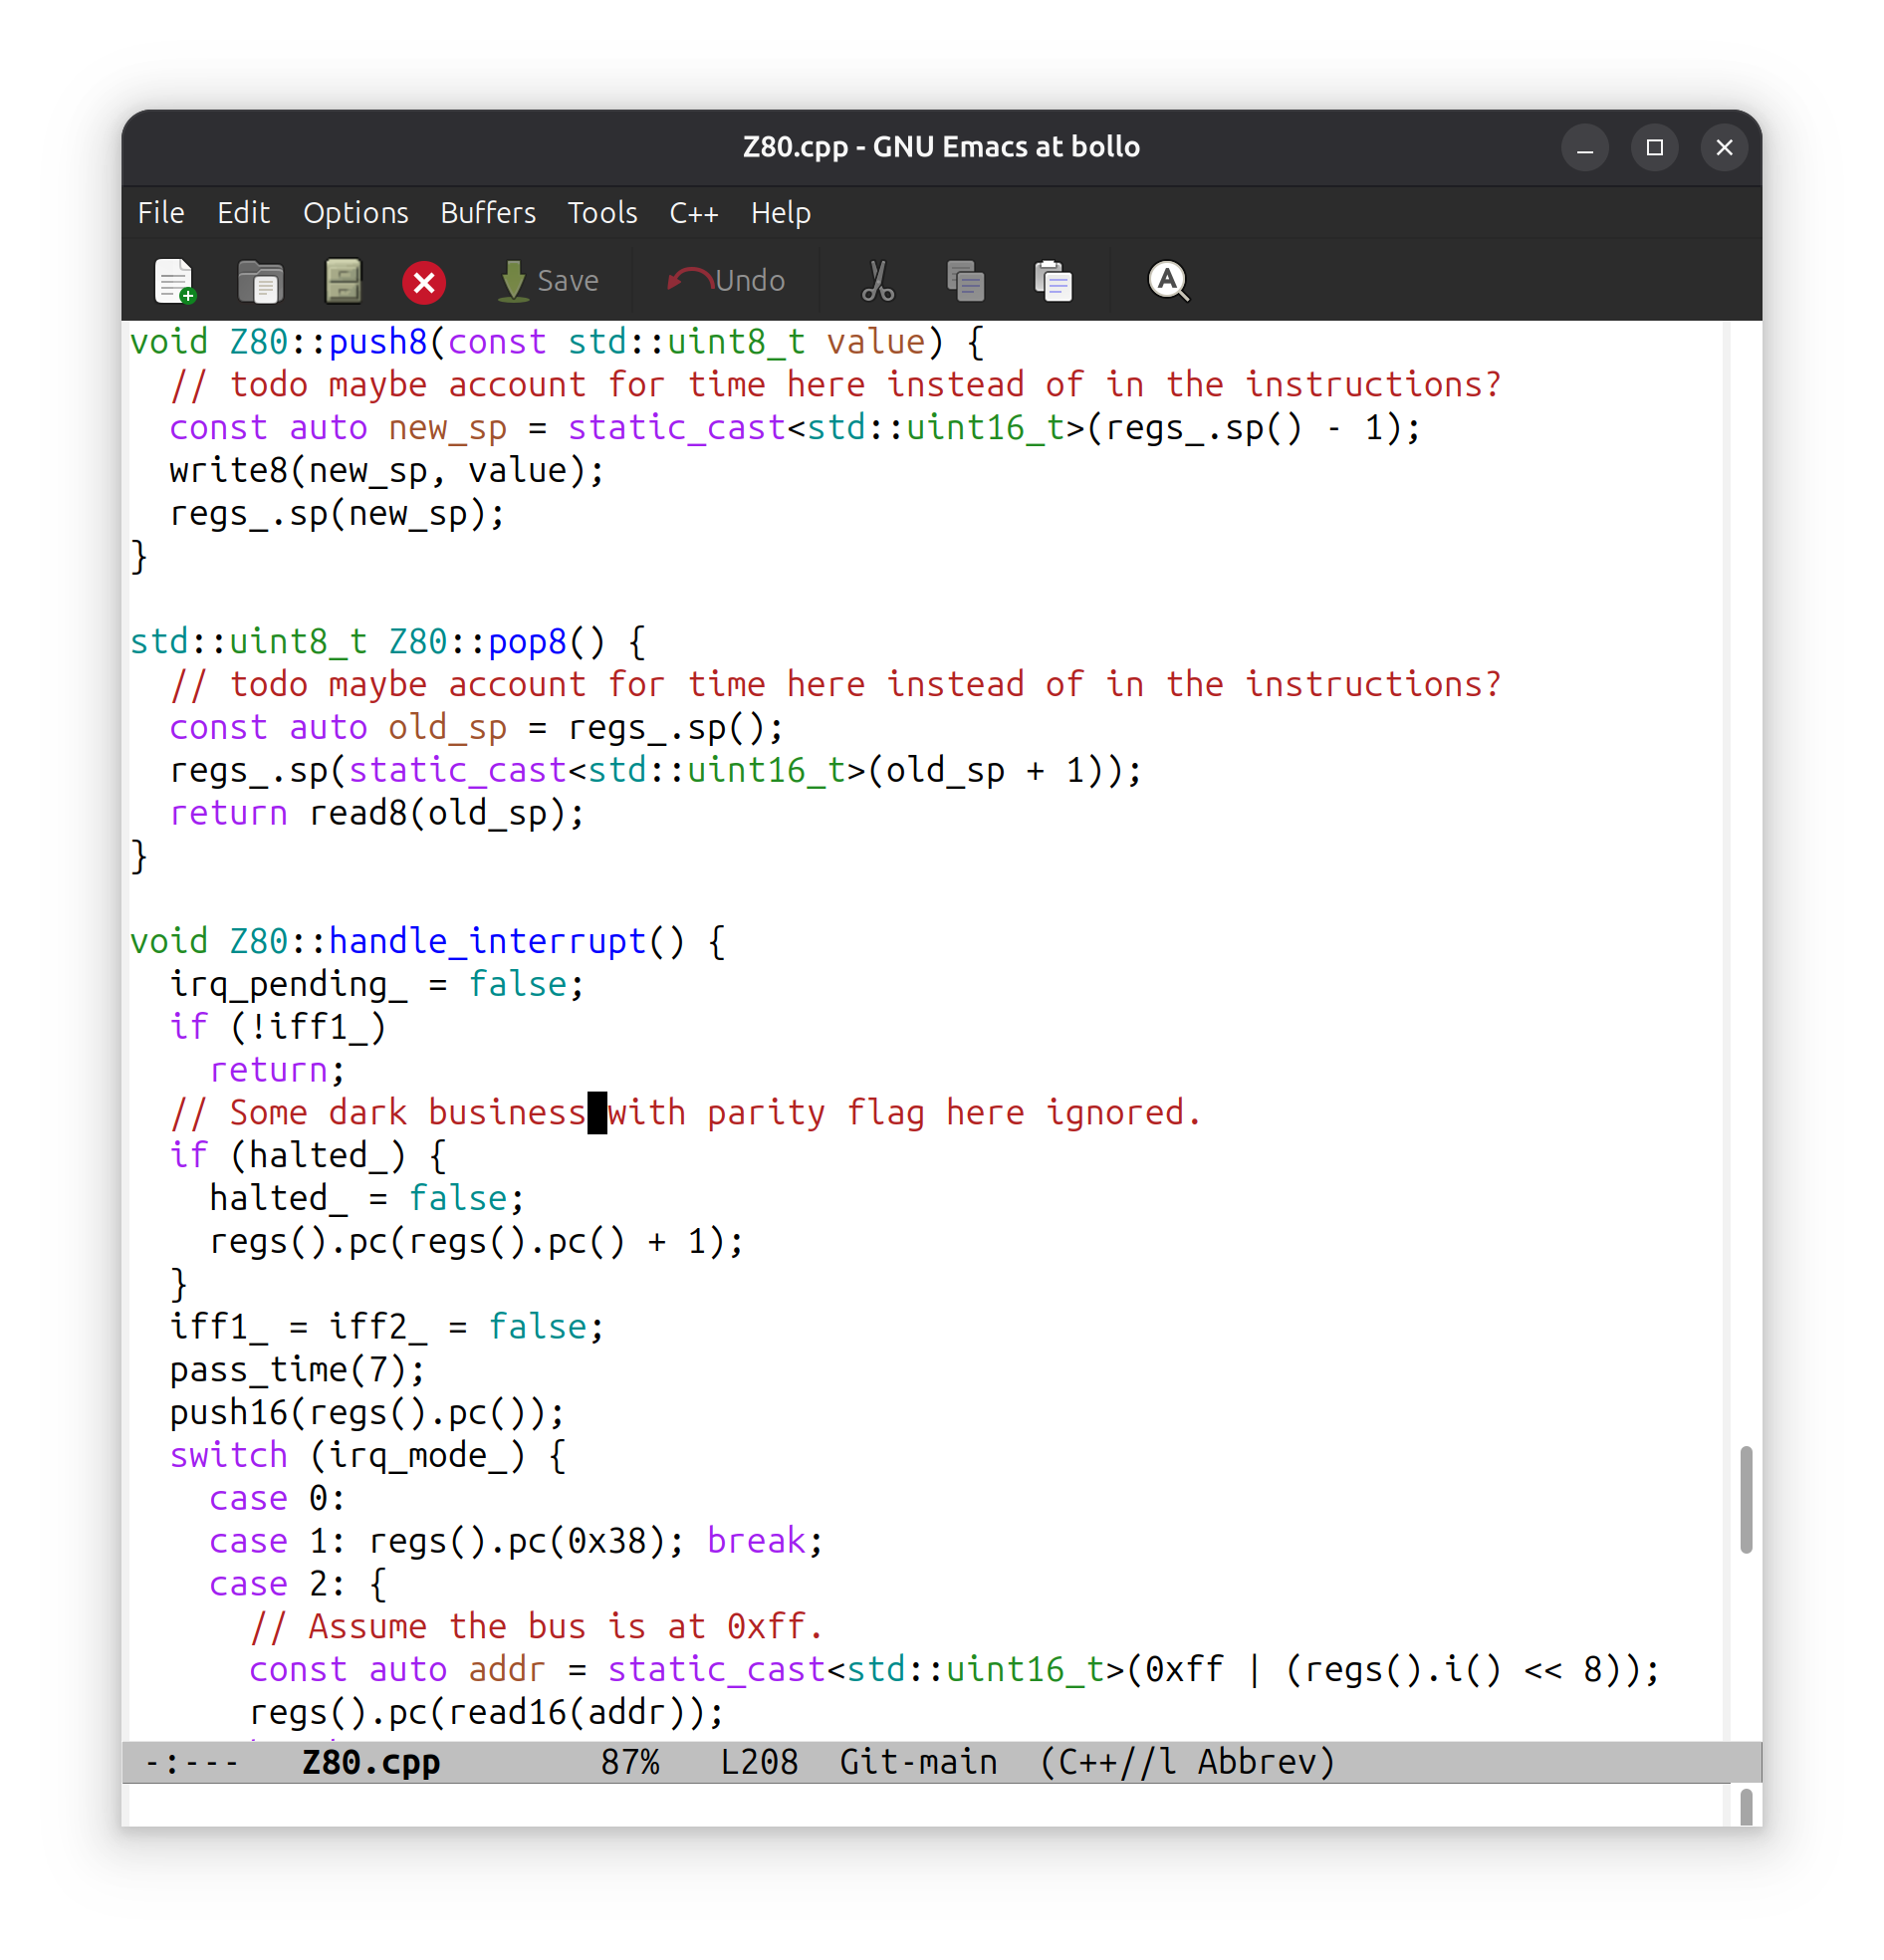 Z80.cpp - GNU Emacs at bollo
File Edit Options Buffers Tools C++ Help
Save Undo
void Z80::push8(const std::uint8_t value) {
  // todo maybe account for time here instead of in the instructions?
  const auto new_sp = static_cast<std::uint16_t>(regs_.sp() - 1);
  write8(new_sp, value);
  regs_.sp(new_sp);
}

std::uint8_t Z80::pop8() {
  // todo maybe account for time here instead of in the instructions?
  const auto old_sp = regs_.sp();
  regs_.sp(static_cast<std::uint16_t>(old_sp + 1));
  return read8(old_sp);
}

void Z80::handle_interrupt() {
  irq_pending_ = false;
  if (!iff1_)
    return;
  // Some dark business with parity flag here ignored.
  if (halted_) {
    halted_ = false;
    regs().pc(regs().pc() + 1);
  }
  iff1_ = iff2_ = false;
  pass_time(7);
  push16(regs().pc());
  switch (irq_mode_) {
    case 0:
    case 1: regs().pc(0x38); break;
    case 2: {
      // Assume the bus is at 0xff.
      const auto addr = static_cast<std::uint16_t>(0xff | (regs().i() << 8));
      regs().pc(read16(addr));
-:--- Z80.cpp 87% L208 Git-main (C++//l Abbrev)